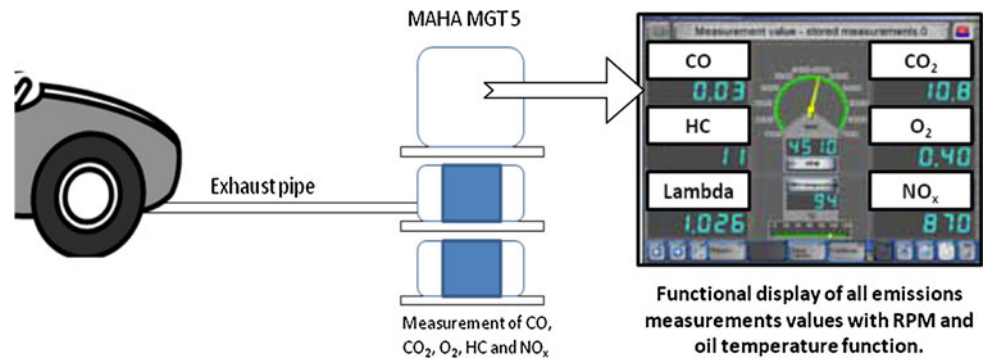 MAHA MGT 5
Measurement value - stored measurements 0
CO
0.03
CO2
10.8
HC
11
4510
O2
0.40
Lambda
1.026
94
NOx
870
Exhaust pipe
Measurement of CO,
CO2, O2, HC and NOx
Functional display of all emissions
measurements values with RPM and
oil temperature function.